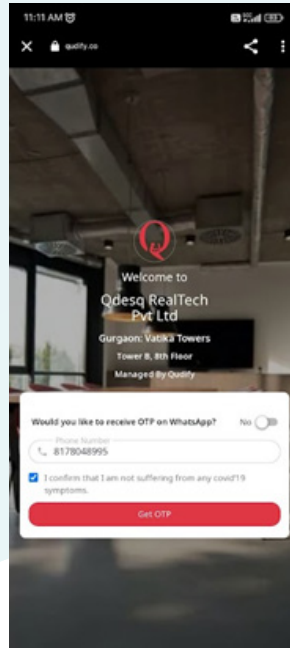 11:11 AM
qudify.co
Q
Welcome to
Qdesq RealTech
Pvt Ltd
Gurgaon: Vatika Towers
Tower B, 8th Floor
Managed By Qudify
Would you like to receive OTP on WhatsApp? No
Phone Number
8178048995
I confirm that I am not suffering from any covid'19
symptoms.
Get OTP